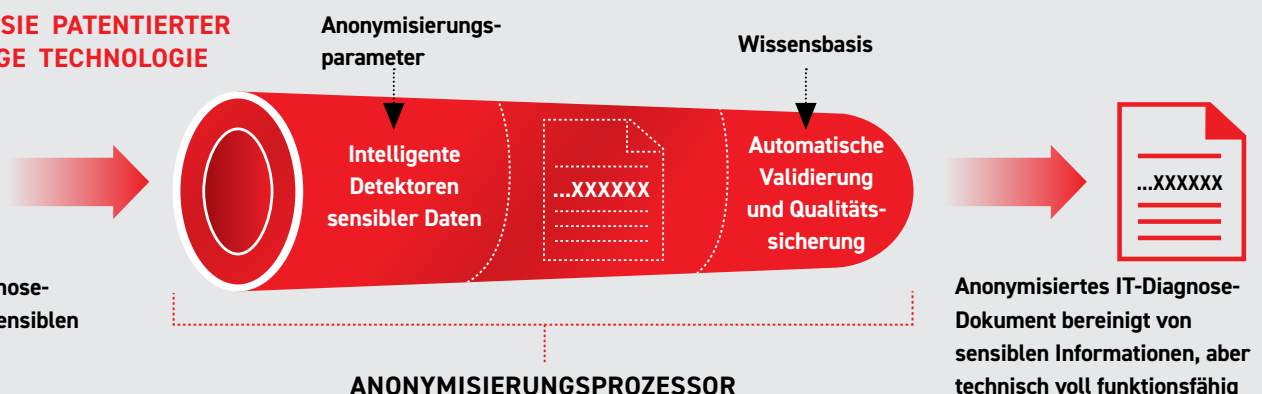 SIE PATENTIERTER
GE TECHNOLOGIE
Anonymisierungs-
parameter
Wissensbasis
Intelligente
Detektoren
sensibler Daten
...XXXXXX
Automatische
Validierung
und Qualitäts-
sicherung
...XXXXXX
nose-
ensiblen
Anonymisiertes IT-Diagnose-
Dokument bereinigt von
sensiblen Informationen, aber
technisch voll funktionsfähig
ANONYMISIERUNGSPROZESSOR